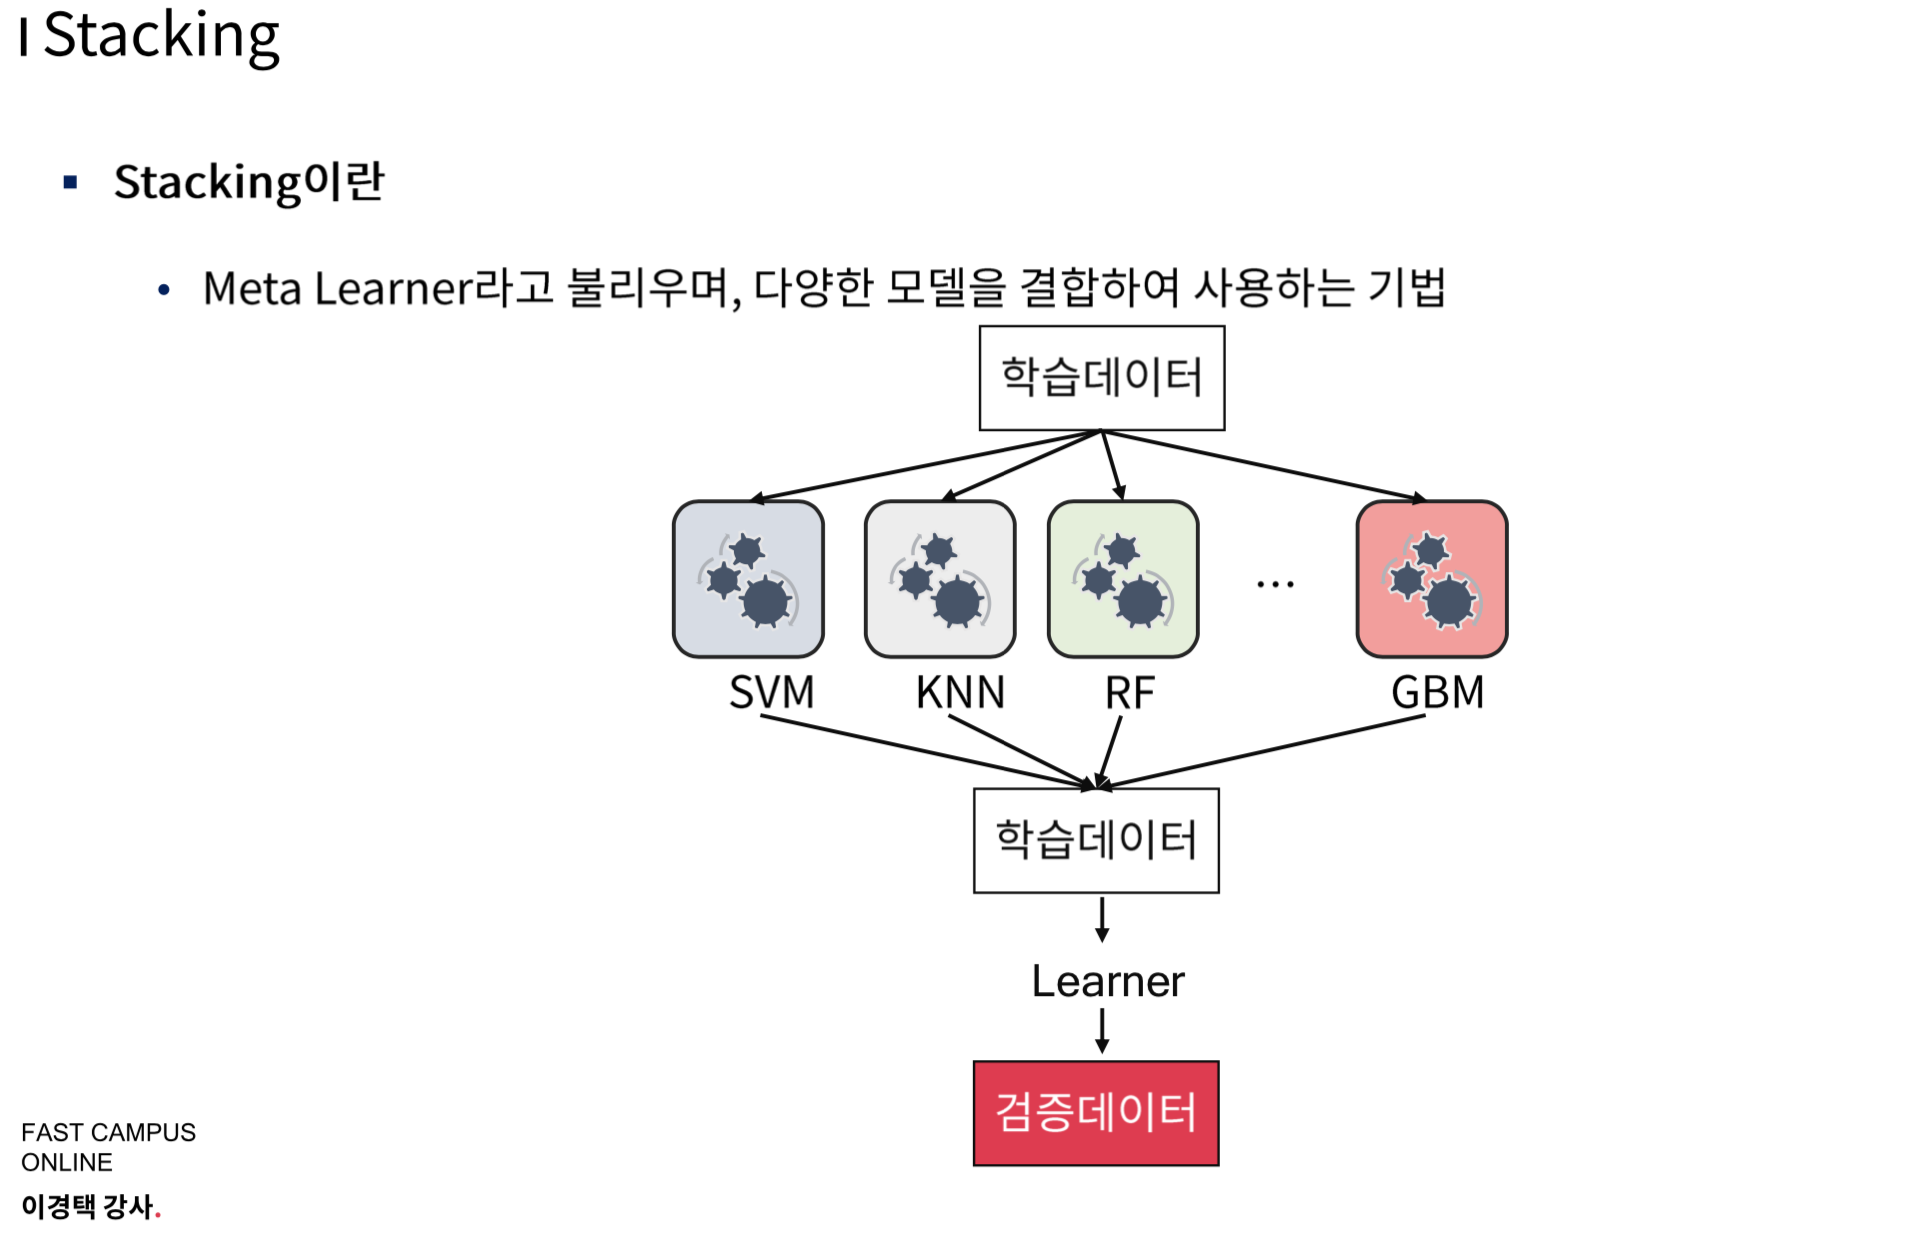 I Stacking
Stacking이란
Meta Learner라고 불리우며, 다양한 모델을 결합하여 사용하는 기법
학습데이터
...
SVM KNN RF GBM
학습데이터
Learner
검증데이터
FAST CAMPUS
ONLINE
이경택 강사.